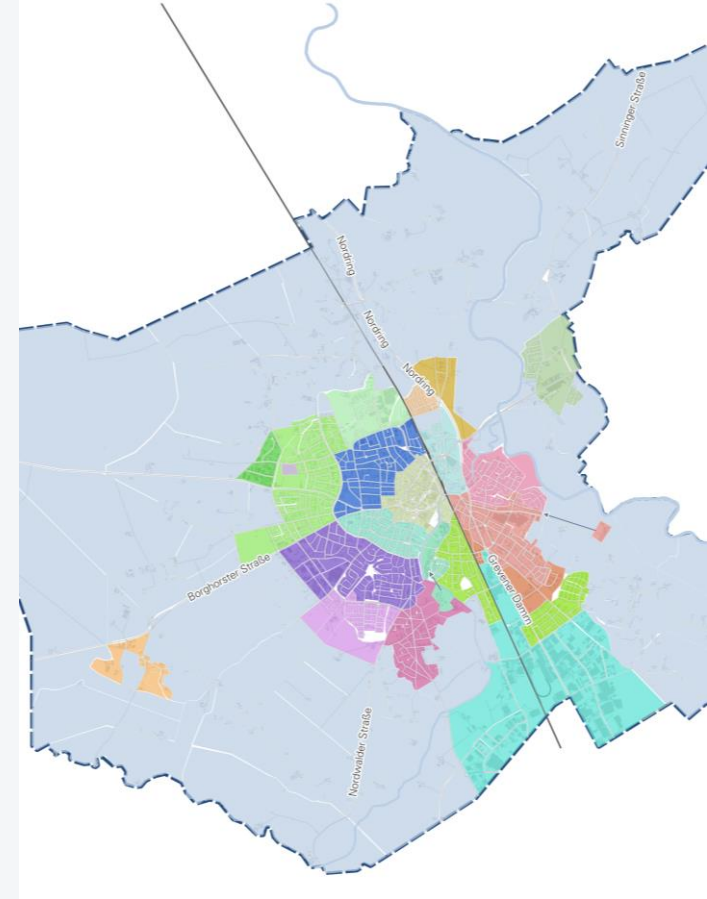 Sinninger Straße
Nordring
Nordring
Nordring
Grevener Damm
Borghorster Straße
Nordwalder Straße